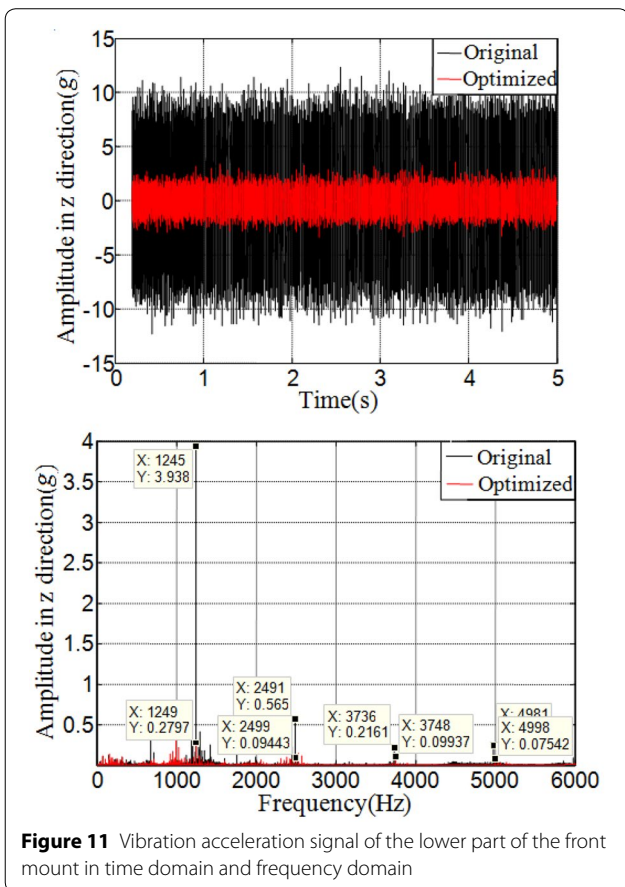 15
10
5
0
-5
-10
-15
Amplitude in z direction(g)
Original
Optimized
0 1 2 3 4 5
Time(s)
4
3.5
3
2.5
2
1.5
1
0.5
Amplitude in z direction(g)
Original
Optimized
X: 1245
Y: 3.938
X: 1249
Y: 0.2797
X: 2491
Y: 0.565
X: 2499
Y: 0.09443
X: 3736
Y: 0.2161
X: 3748
Y: 0.09937
X: 4981
X: 4998
Y: 0.07542
0 1000 2000 3000 4000 5000 6000
Frequency(Hz)
Figure 11 Vibration acceleration signal of the lower part of the front
mount in time domain and frequency domain